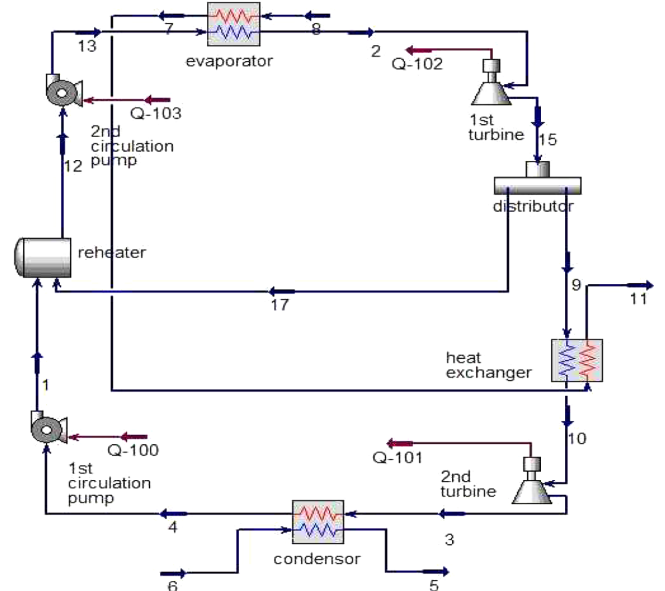 7
8
13
evaporator
2
Q-102
Q-103
2nd
circulation
pump
1st
turbine
15
12
distributor
reheater
17
9
11
heat
exchanger
1
10
Q-100
Q-101
1st
circulation
pump
2nd
turbine
4
3
condensor
6
5